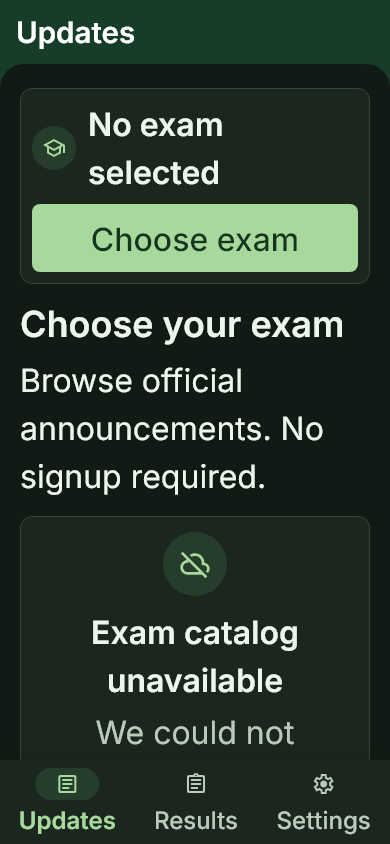 Updates
No exam
selected
Choose exam
Choose your exam
Browse official
announcements. No
signup required.
Exam catalog
unavailable
We could not
Updates
Results
Settings